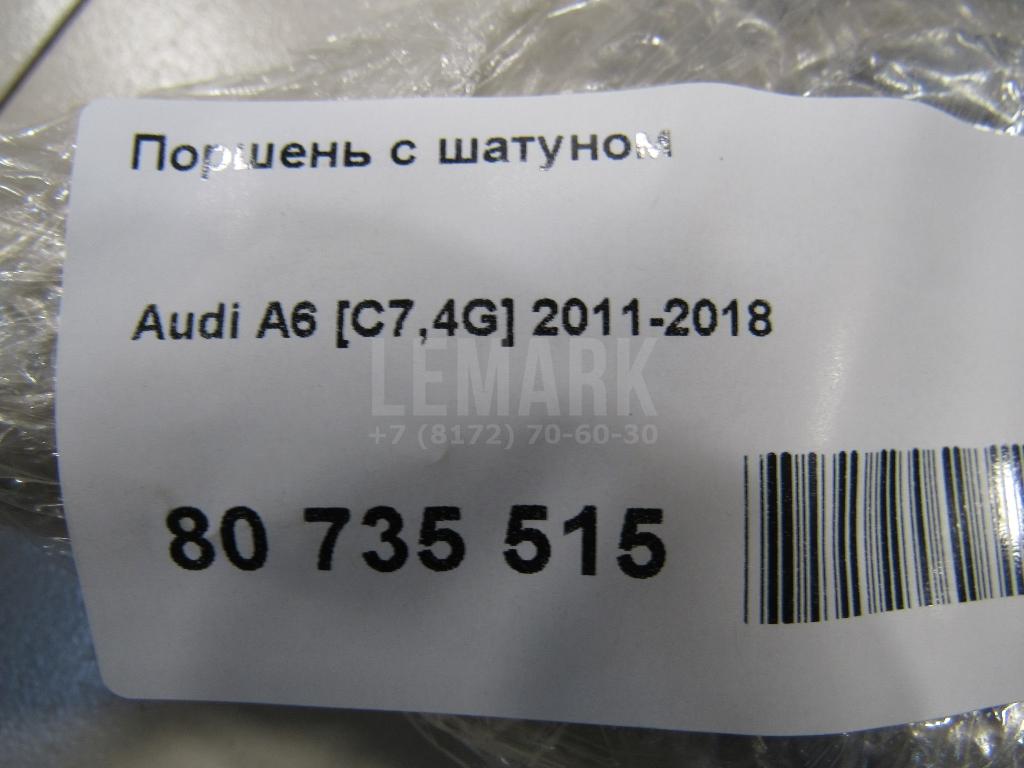 Поршень с шатуном
Audi A6 [C7,4G] 2011-2018
LEMARK
+7 (8172) 70-60-30
80 735 515